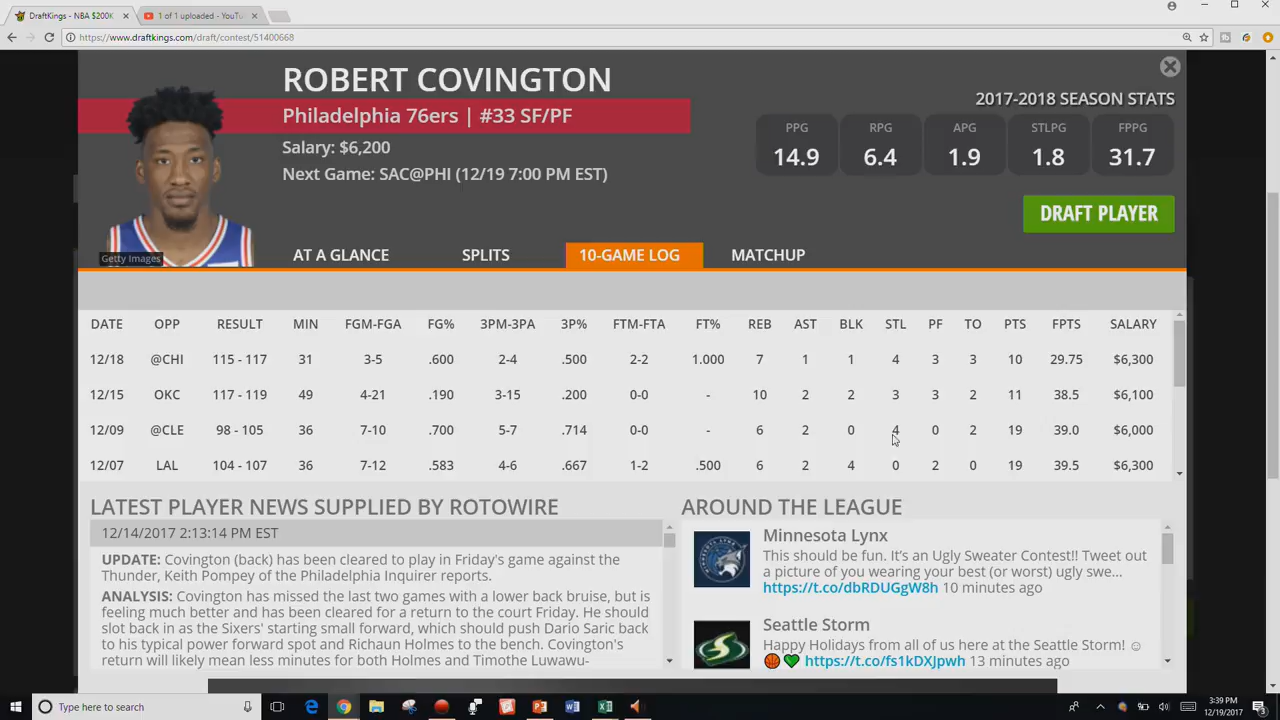 DraftKings - NBA $200K
1 of 1 uploaded - YouTu
https://www.draftkings.com/draft/contest/51400668
ROBERT COVINGTON
Philadelphia 76ers | #33 SF/PF
Salary: $6,200
Next Game: SAC@PHI (12/19 7:00 PM EST)
Getty Images
2017-2018 SEASON STATS
PPG RPG APG STLPG FPPG
14.9 6.4 1.9 1.8 31.7
DRAFT PLAYER
AT A GLANCE SPLITS 10-GAME LOG MATCHUP
DATE OPP RESULT MIN FGM-FGA FG% 3PM-3PA 3P% FTM-FTA FT% REB AST BLK STL PF TO PTS FPTS SALARY
12/18 @CHI 115 - 117 31 3-5 .600 2-4 .500 2-2 1.000 7 1 1 4 3 3 10 29.75 $6,300
12/15 OKC 117 - 119 49 4-21 .190 3-15 .200 0-0 - 10 2 2 3 3 2 11 38.5 $6,100
12/09 @CLE 98 - 105 36 7-10 .700 5-7 .714 0-0 - 6 2 0 4 0 2 19 39.0 $6,000
12/07 LAL 104 - 107 36 7-12 .583 4-6 .667 1-2 .500 6 2 4 0 2 0 19 39.5 $6,300
LATEST PLAYER NEWS SUPPLIED BY ROTOWIRE
12/14/2017 2:13:14 PM EST
UPDATE: Covington (back) has been cleared to play in Friday's game against the
Thunder, Keith Pompey of the Philadelphia Inquirer reports.
ANALYSIS: Covington has missed the last two games with a lower back bruise, but is
feeling much better and has been cleared for a return to the court Friday. He should
slot back in as the Sixers' starting small forward, which should push Dario Saric back
to his typical power forward spot and Richaun Holmes to the bench. Covington's
return will likely mean less minutes for both Holmes and Timothe Luwawu-
AROUND THE LEAGUE
Minnesota Lynx
This should be fun. It's an Ugly Sweater Contest!! Tweet out
a picture of you wearing your best (or worst) ugly swe...
https://t.co/dbRDUGgW8h 10 minutes ago
Seattle Storm
Happy Holidays from all of us here at the Seattle Storm! ☺
🏀 💚 https://t.co/fs1kDXJpwh 13 minutes ago
Type here to search
3:39 PM
12/19/2017